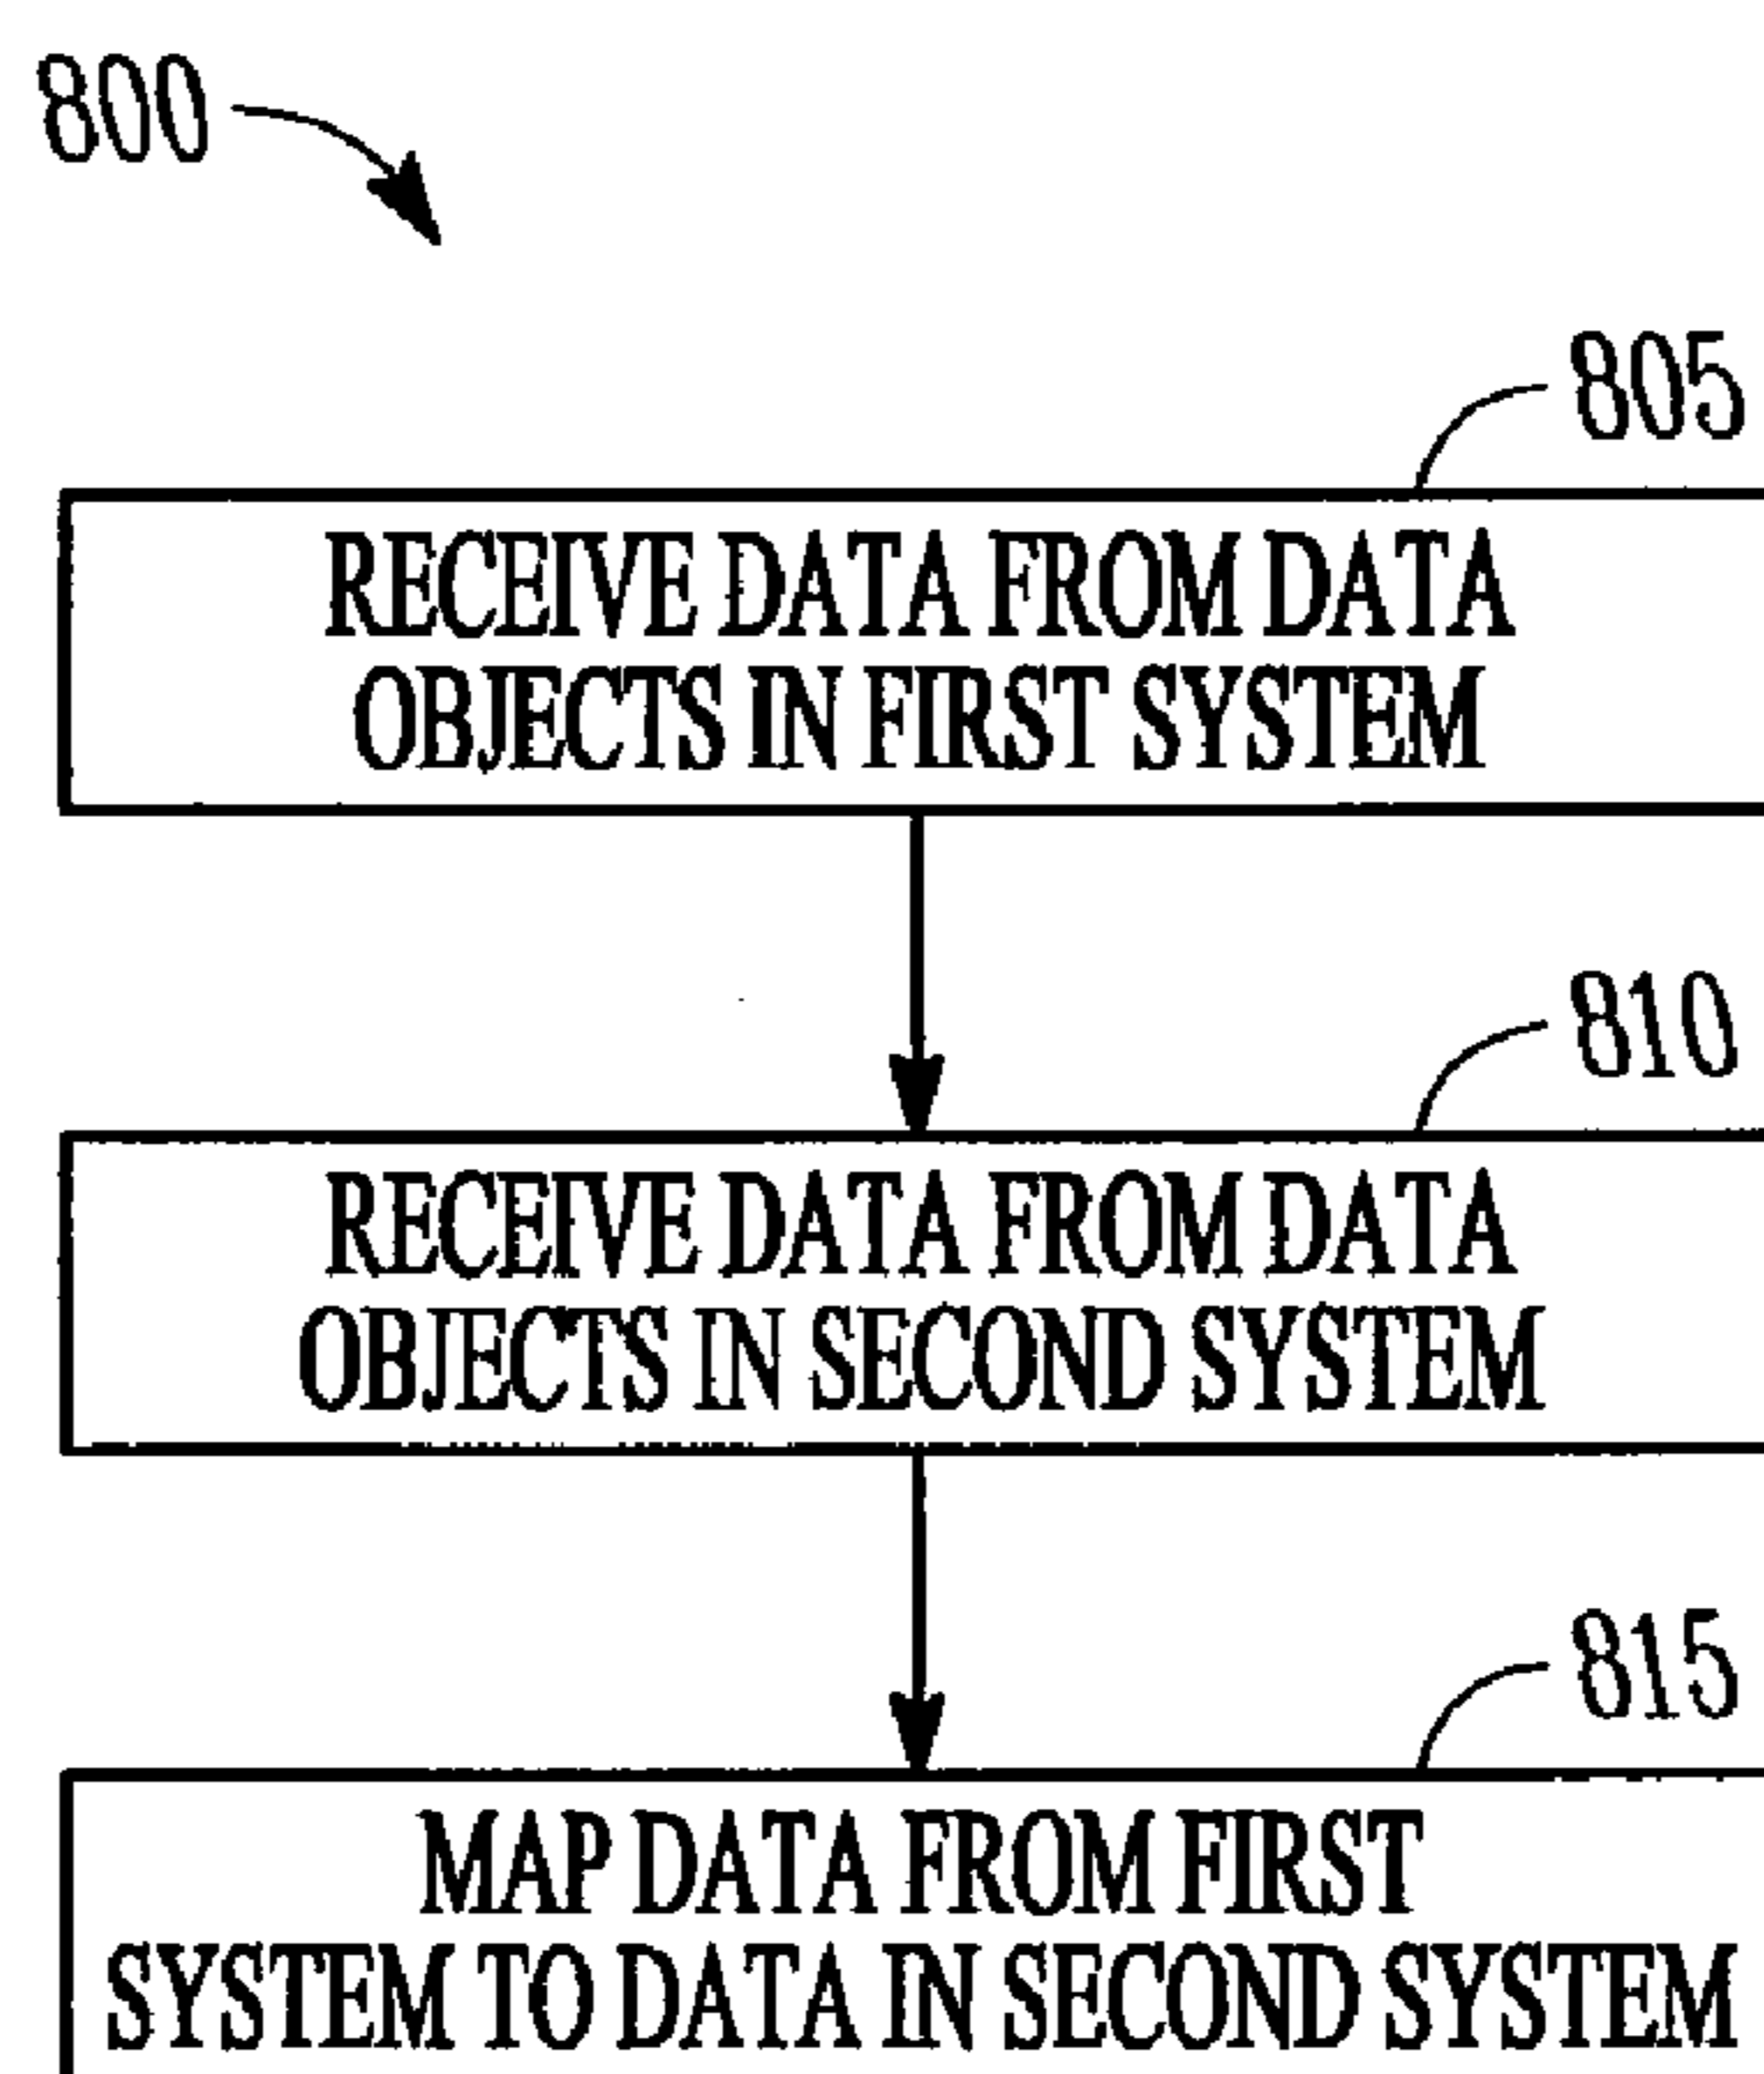 800
805
RECEIVE DATA FROM DATA
OBJECTS IN FIRST SYSTEM
810
RECEIVE DATA FROM DATA
OBJECTS IN SECOND SYSTEM
815
MAP DATA FROM FIRST
SYSTEM TO DATA IN SECOND SYSTEM